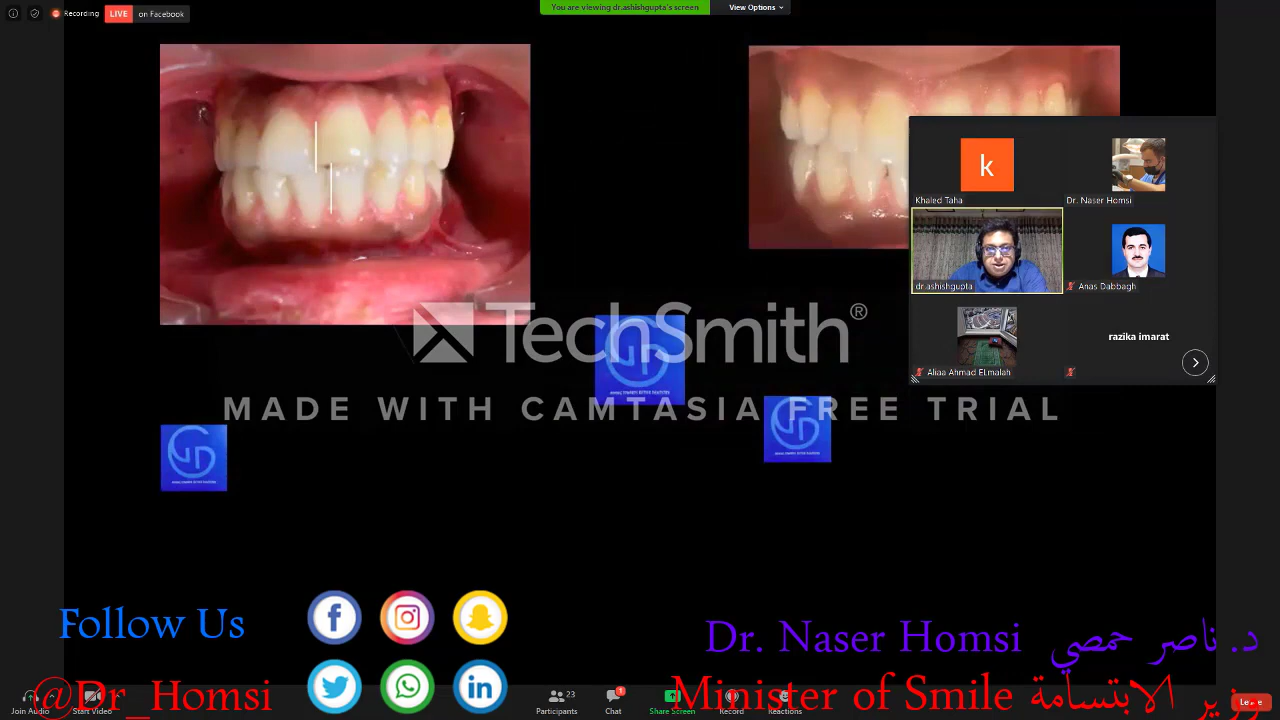 Recording
LIVE
on Facebook
You are viewing dr.ashishgupta's screen
View Options
k
Khaled Taha
Dr. Naser Homsi
dr.ashishgupta
Anas Dabbagh
Aliaa Ahmad ELmalah
razika imarat
TechSmith®
MADE WITH CAMTASIA FREE TRIAL
Follow Us
@Dr_Homsi
Dr. Naser Homsi د. ناصر حمصي
Minister of Smile وزير الابتسامة
Join Audio
Start Video
23
Participants
1
Chat
Share Screen
Record
Reactions